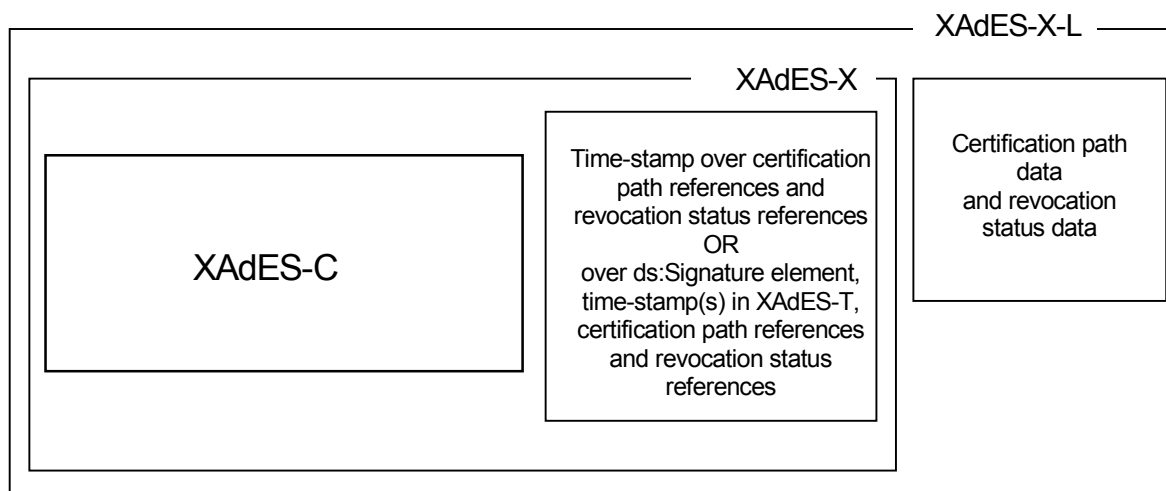 XAdES-X-L
XAdES-X
XAdES-C
Time-stamp over certification
path references and
revocation status references
OR
over ds:Signature element,
time-stamp(s) in XAdES-T,
certification path references
and revocation status
references
Certification path
data
and revocation
status data